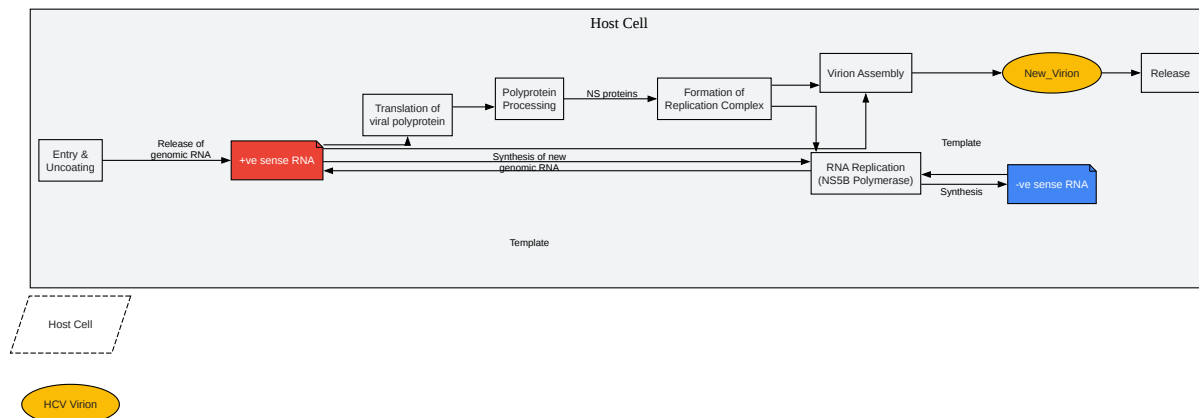 Host Cell
Entry &
Uncoating
Release of
genomic RNA
+ve sense RNA
Translation of
viral polyprotein
Polyprotein
Processing
NS proteins
Formation of
Replication Complex
Virion Assembly
New_Virion
Release
Synthesis of new
genomic RNA
RNA Replication
(NS5B Polymerase)
Template
Synthesis
-ve sense RNA
Template
Host Cell
HCV Virion